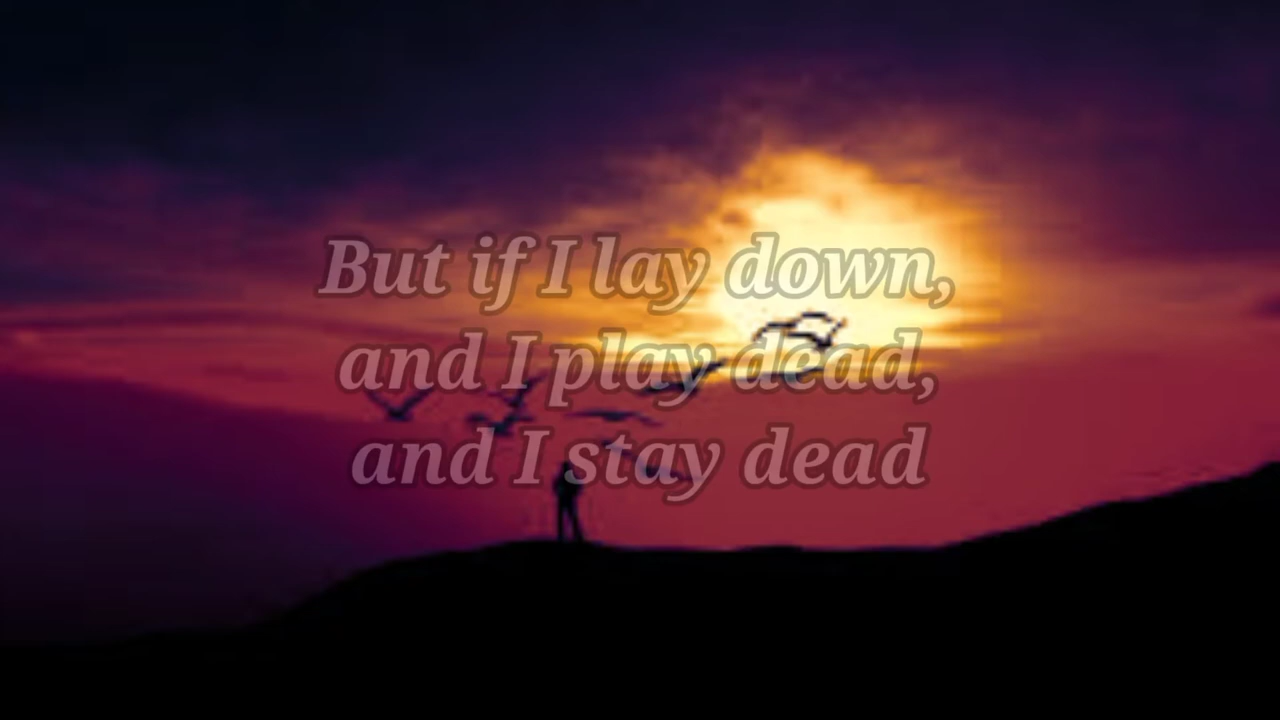 But if I lay down,
and I play dead,
and I stay dead